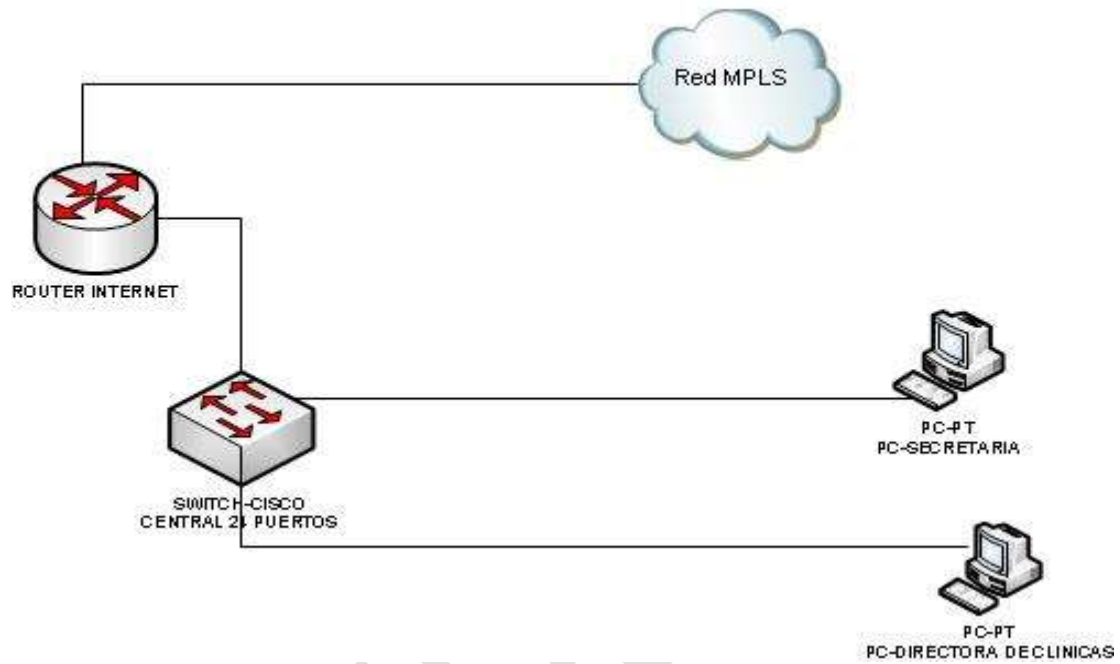 Red MPLS
ROUTER INTERNET
PC-PT
PC-SECRETARIA
SWITCH-CISCO
CENTRAL 24 PUERTOS
PC-PT
PC-DIRECTORA DE CLINICAS